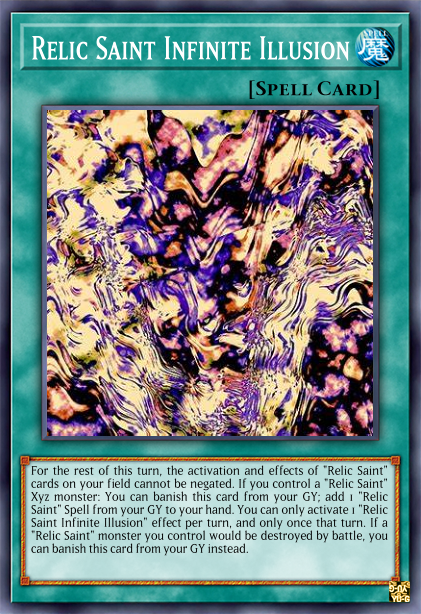 Relic Saint Infinite Illusion
SPELL 魔
[Spell Card]
For the rest of this turn, the activation and effects of "Relic Saint"
cards on your field cannot be negated. If you control a "Relic Saint"
Xyz monster: You can banish this card from your GY; add 1 "Relic
Saint" Spell from your GY to your hand. You can only activate 1 "Relic
Saint Infinite Illusion" effect per turn, and only once that turn. If a
"Relic Saint" monster you control would be destroyed by battle, you
can banish this card from your GY instead.